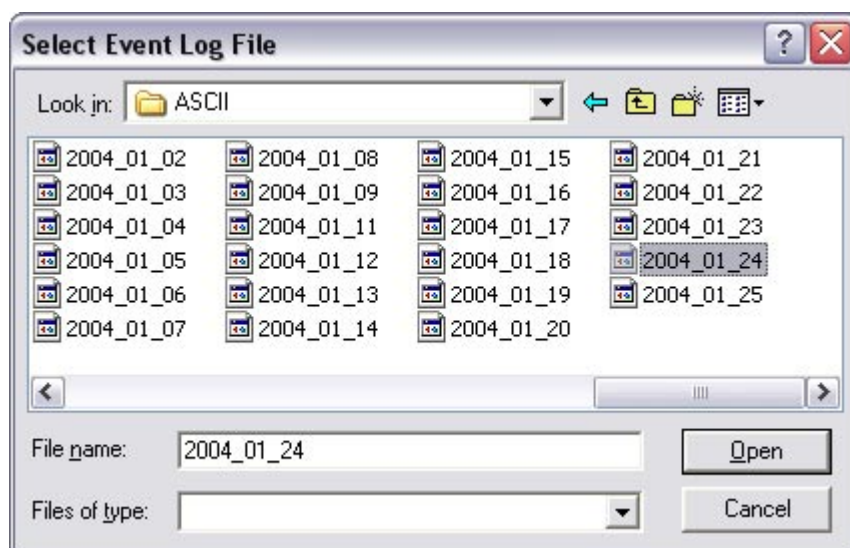 Select Event Log File
Look in: ASCII
2004_01_02 2004_01_08 2004_01_15 2004_01_21
2004_01_03 2004_01_09 2004_01_16 2004_01_22
2004_01_04 2004_01_11 2004_01_17 2004_01_23
2004_01_05 2004_01_12 2004_01_18 2004_01_24
2004_01_06 2004_01_13 2004_01_19 2004_01_25
2004_01_07 2004_01_14 2004_01_20
File name: 2004_01_24 Open
Files of type: Cancel